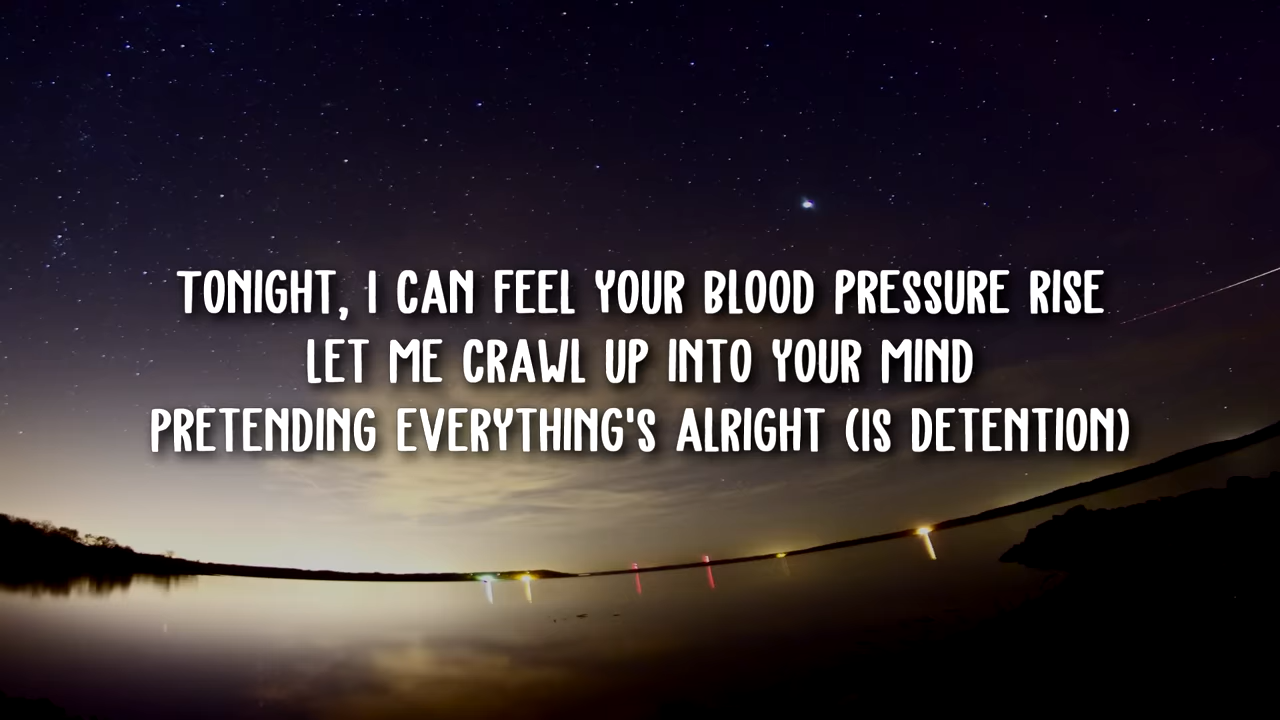 TONIGHT, I CAN FEEL YOUR BLOOD PRESSURE RISE
LET ME CRAWL UP INTO YOUR MIND
PRETENDING EVERYTHING'S ALRIGHT (IS DETENTION)